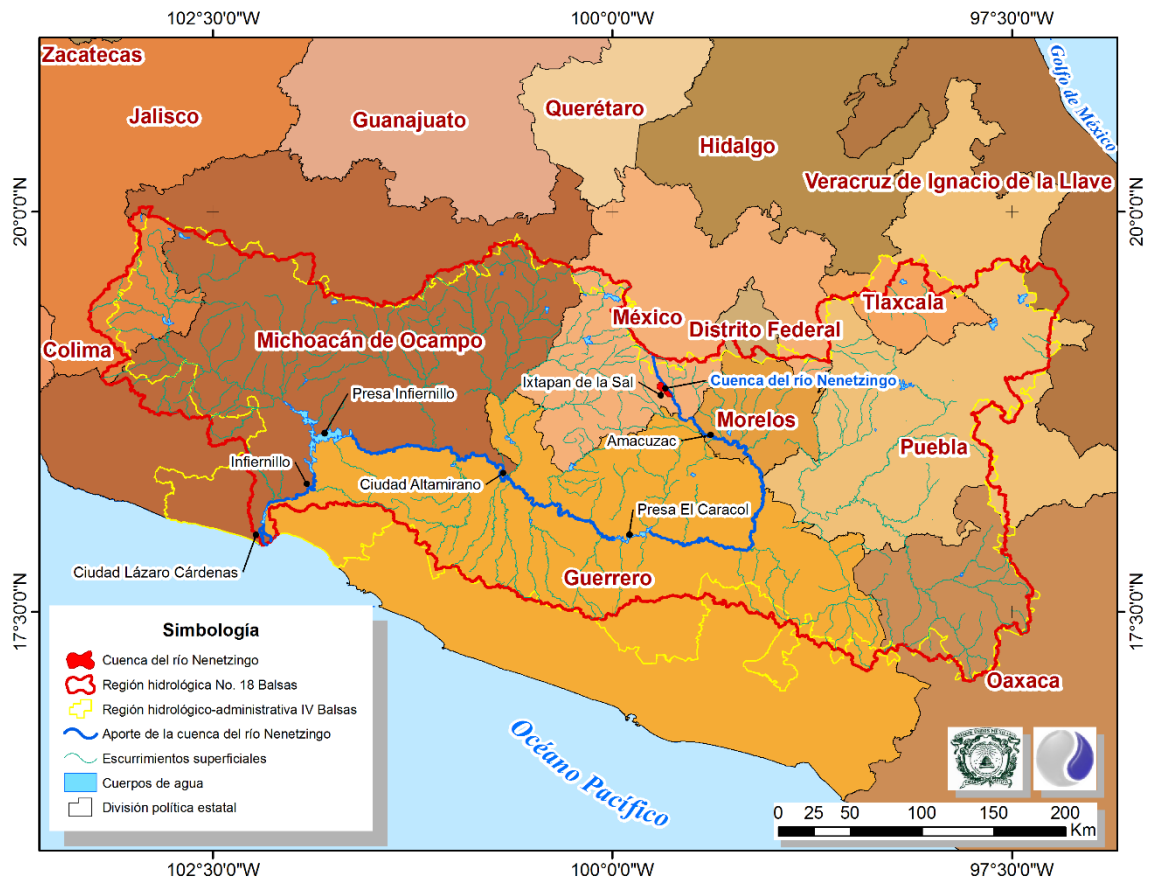 102°30'0"W
100°0'0"W
97°30'0"W
Zacatecas
Jalisco
Guanajuato
Querétaro
Hidalgo
Golfo de México
Veracruz de Ignacio de la Llave
20°0'0"N
20°0'0"N
Colima
Michoacán de Ocampo
México
Distrito Federal
Tlaxcala
Ixtapan de la Sal
Cuenca del río Nenetzingo
Presa Infiernillo
Morelos
Amacuzac
Puebla
Infiernillo
Ciudad Altamirano
Presa El Caracol
Ciudad Lázaro Cárdenas
Guerrero
17°30'0"N
17°30'0"N
Oaxaca
Océano Pacífico
Simbología
Cuenca del río Nenetzingo
Región hidrológica No. 18 Balsas
Región hidrológico-administrativa IV Balsas
Aporte de la cuenca del río Nenetzingo
Escurrimientos superficiales
Cuerpos de agua
División política estatal
0 25 50 100 150 200
Km
102°30'0"W
100°0'0"W
97°30'0"W